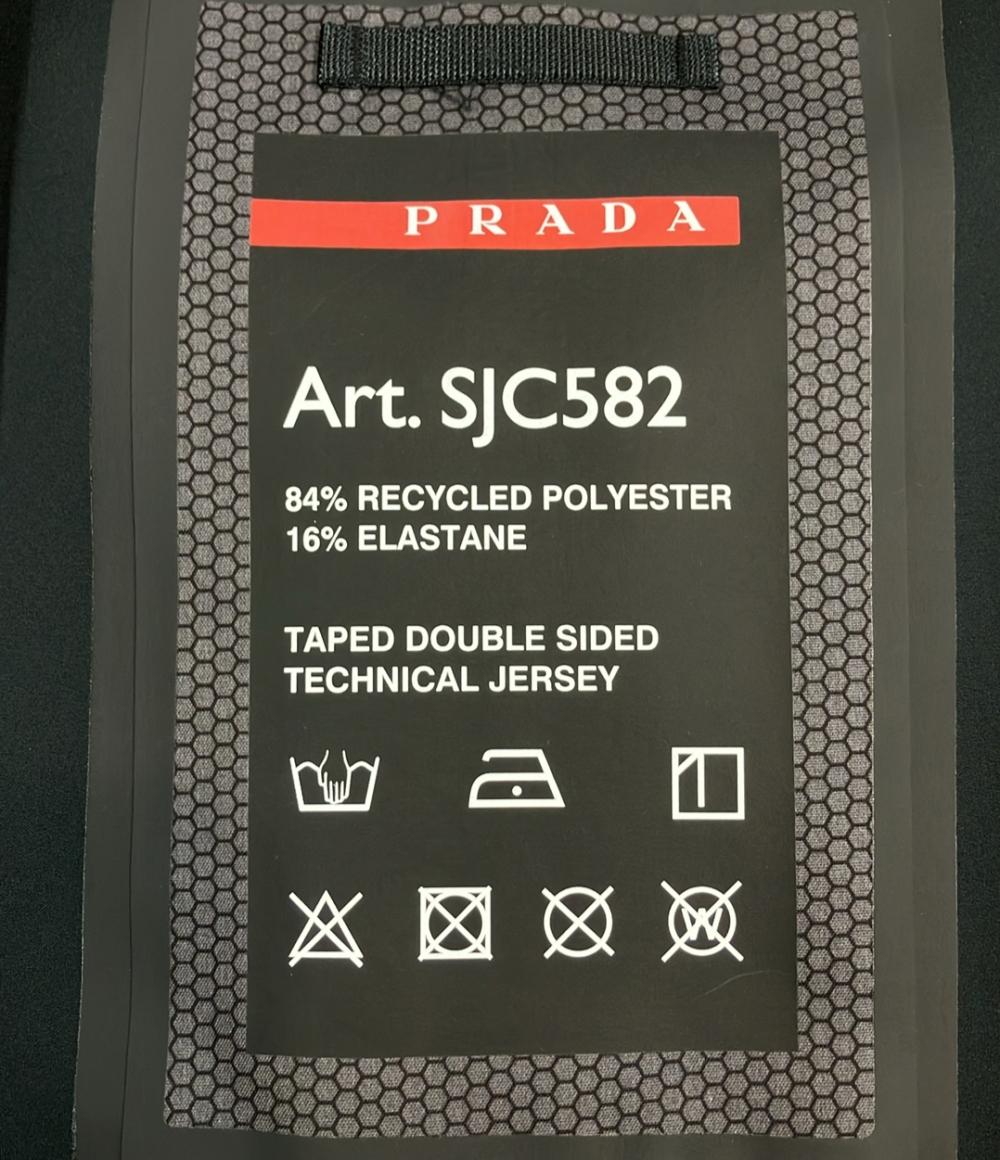 PRADA
Art. SJC582
84% RECYCLED POLYESTER
16% ELASTANE
TAPED DOUBLE SIDED
TECHNICAL JERSEY
W